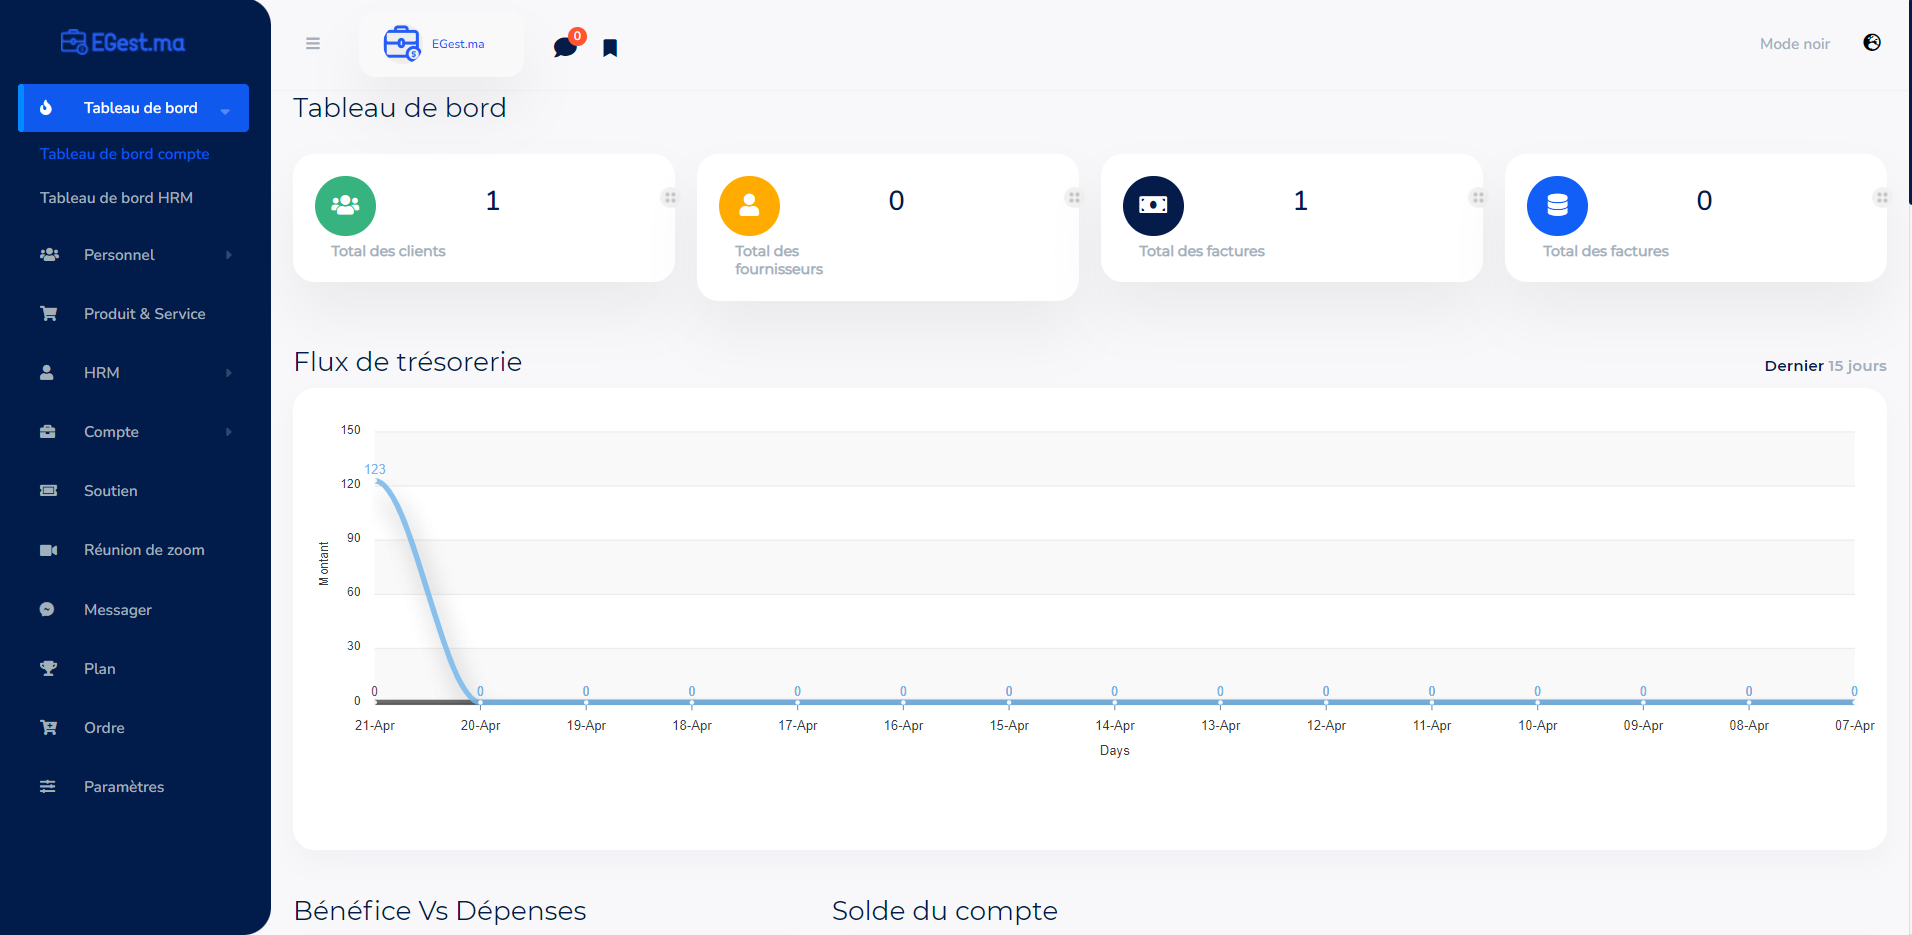 EGest.ma
Tableau de bord
Tableau de bord compte
Tableau de bord HRM
Personnel
Produit & Service
HRM
Compte
Soutien
Réunion de zoom
Messager
Plan
Ordre
Paramètres
EGest.ma
0
Mode noir
Tableau de bord
1
Total des clients
0
Total des
fournisseurs
1
Total des factures
0
Total des factures
Flux de trésorerie
Dernier 15 jours
150
123
120
90
Montant
60
30
0
0 0 0 0 0 0 0 0 0 0 0 0 0 0 0
21-Apr 20-Apr 19-Apr 18-Apr 17-Apr 16-Apr 15-Apr 14-Apr 13-Apr 12-Apr 11-Apr 10-Apr 09-Apr 08-Apr 07-Apr
Days
Bénéfice Vs Dépenses
Solde du compte